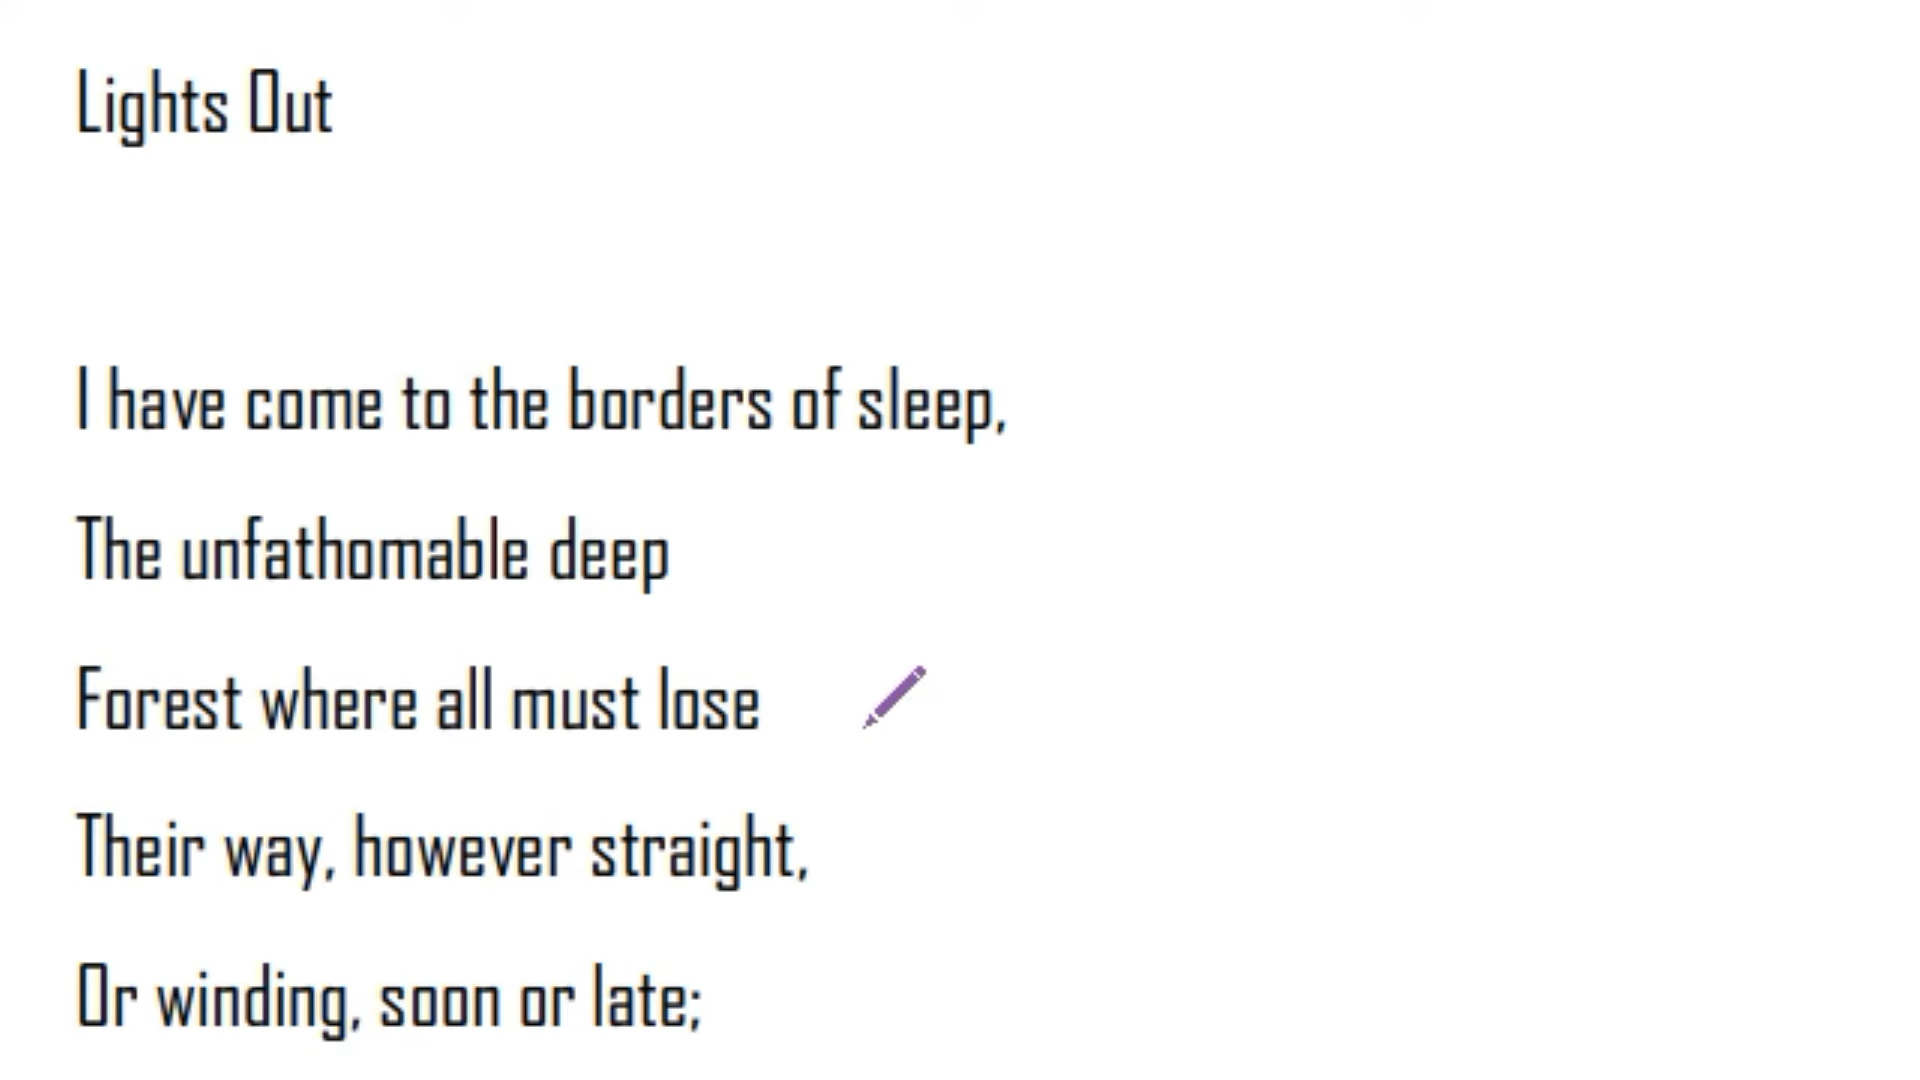 Lights Out
I have come to the borders of sleep,
The unfathomable deep
Forest where all must lose
Their way, however straight,
Or winding, soon or late;